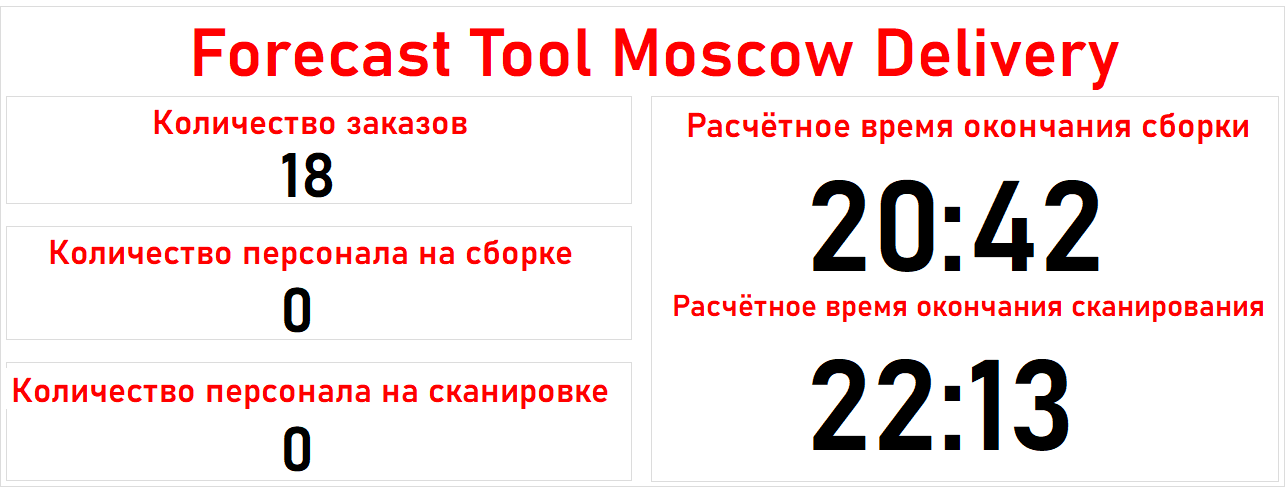 Forecast Tool Moscow Delivery
Количество заказов
18
Количество персонала на сборке
0
Количество персонала на сканировке
0
Расчётное время окончания сборки
20:42
Расчётное время окончания сканирования
22:13